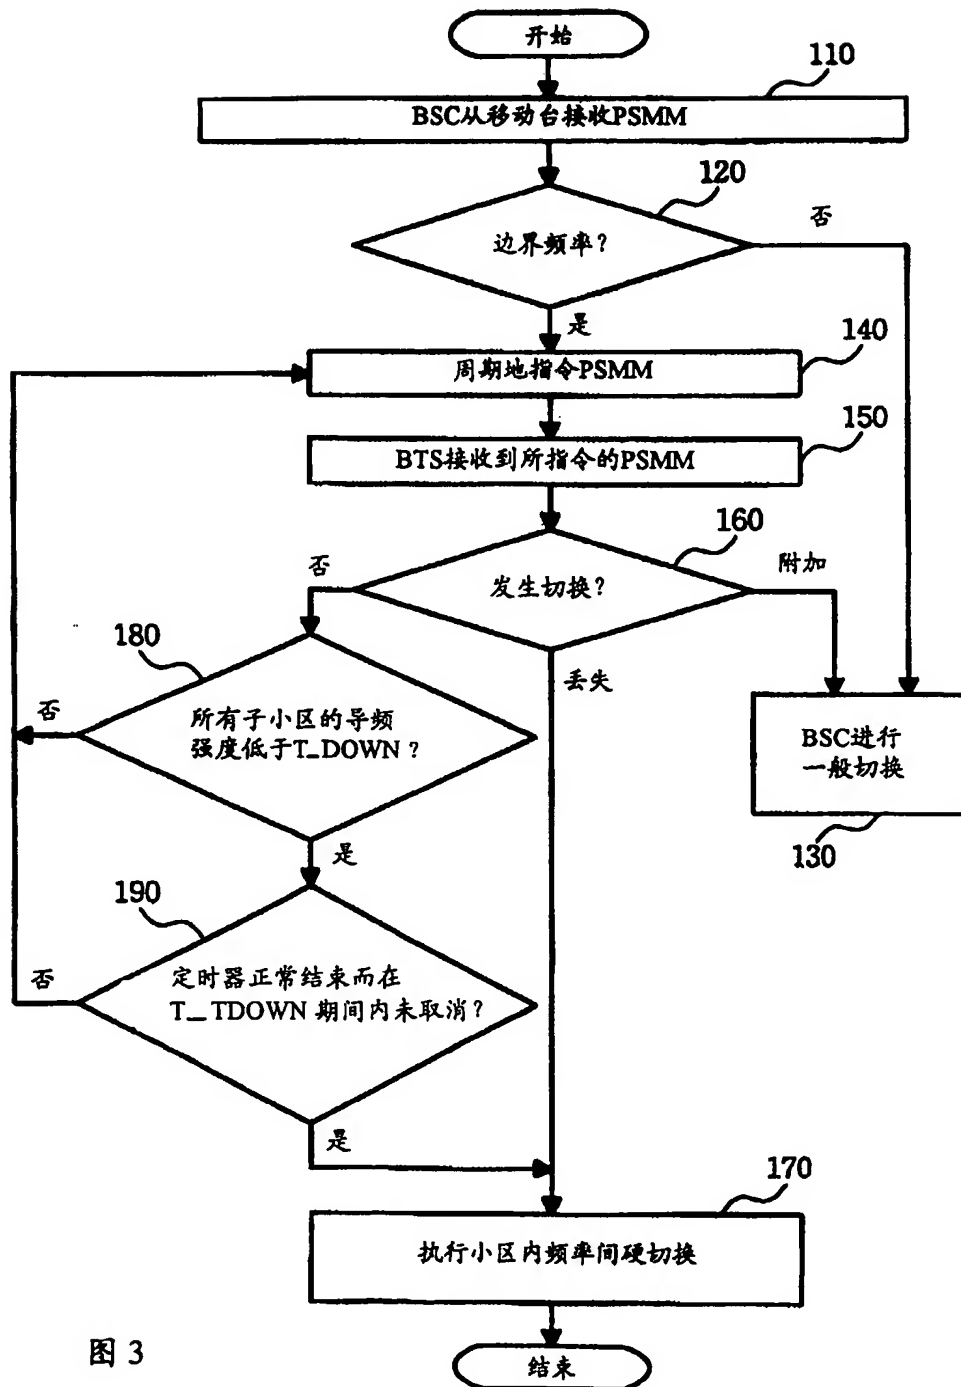 开始
110
BSC从移动台接收PSMM
120
否
边界频率?
是
140
周期地指令PSMM
150
BTS接收到所指令的PSMM
160
否
附加
发生切换?
180
丢失
否
所有子小区的导频
强度低于T_DOWN?
BSC进行
一般切换
是
130
190
否
定时器正常结束而在
T_TDOWN 期间内未取消?
是
170
执行小区内频率间硬切换
图 3
结束